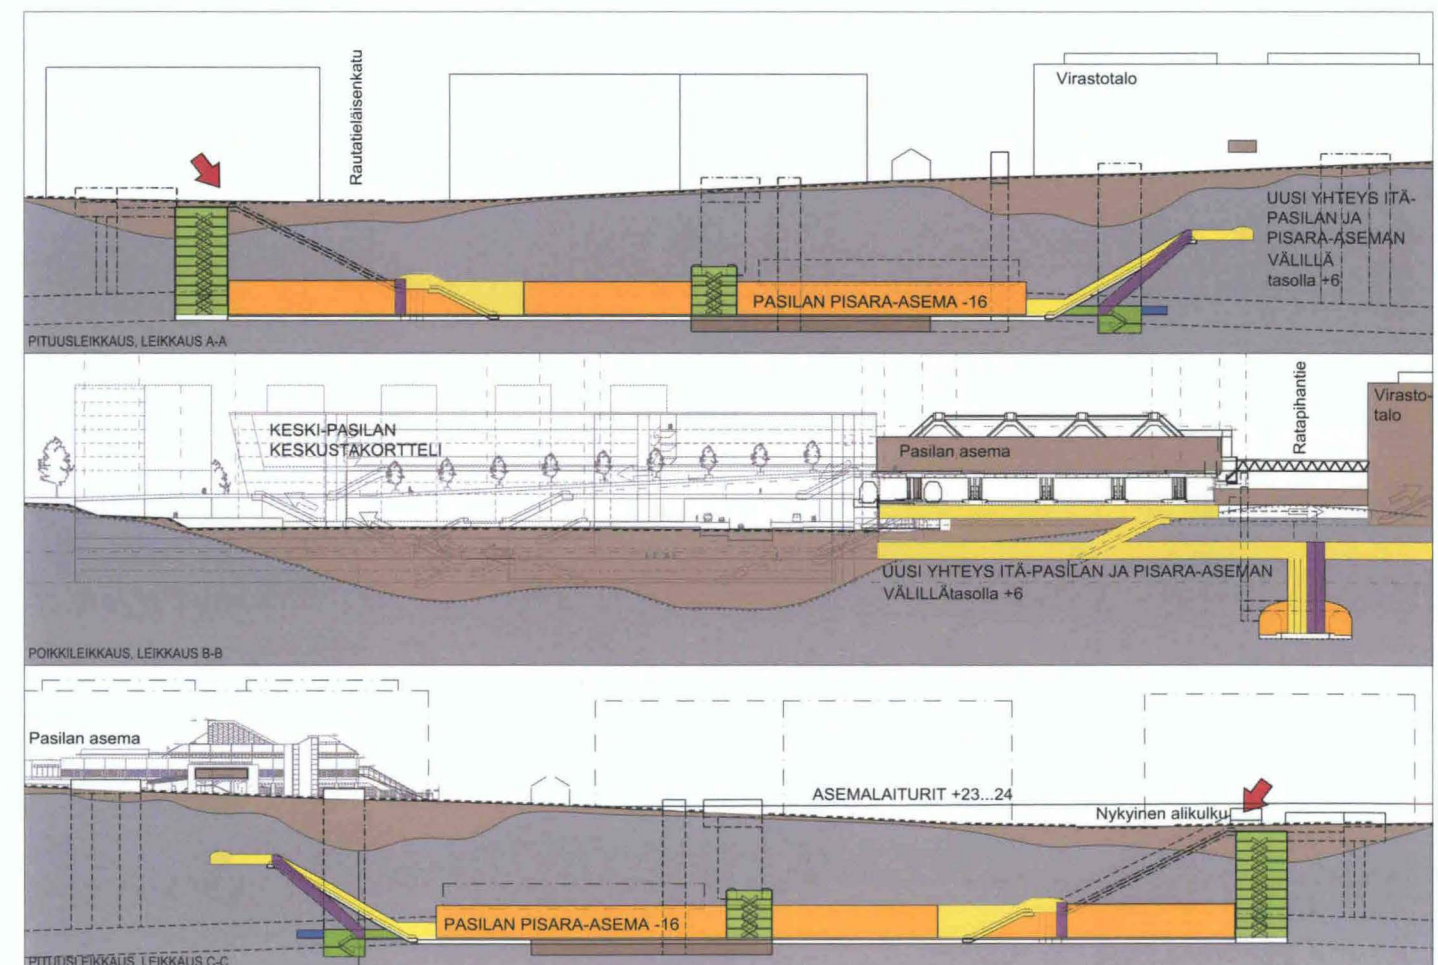 Rautatieläisenkatu
Virastotalo
UUSI YHTEYS ITÄ-
PASILAN JA
PISARA-ASEMAN
VÄLILLÄ
tasolla +6
PASILAN PISARA-ASEMA -16
PITUUSLEIKKAUS, LEIKKAUS A-A
KESKI-PASILAN
KESKUSTAKORTTELI
Pasilan asema
Ratapihantie
Virasto-
talo
UUSI YHTEYS ITÄ-PASILAN JA PISARA-ASEMAN
VÄLILLÄtasolla +6
POIKKILEIKKAUS, LEIKKAUS B-B
Pasilan asema
ASEMALAITURIT +23...24
Nykyinen alikulku
PASILAN PISARA-ASEMA -16
PITUUSLEIKKAUS, LEIKKAUS C-C